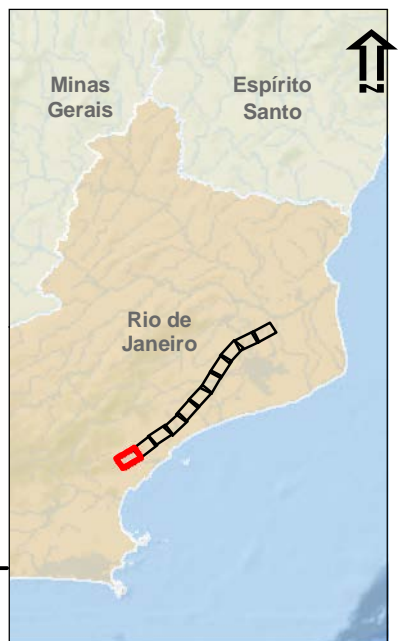 Minas
Gerais
Espírito
Santo
N
Rio de
Janeiro